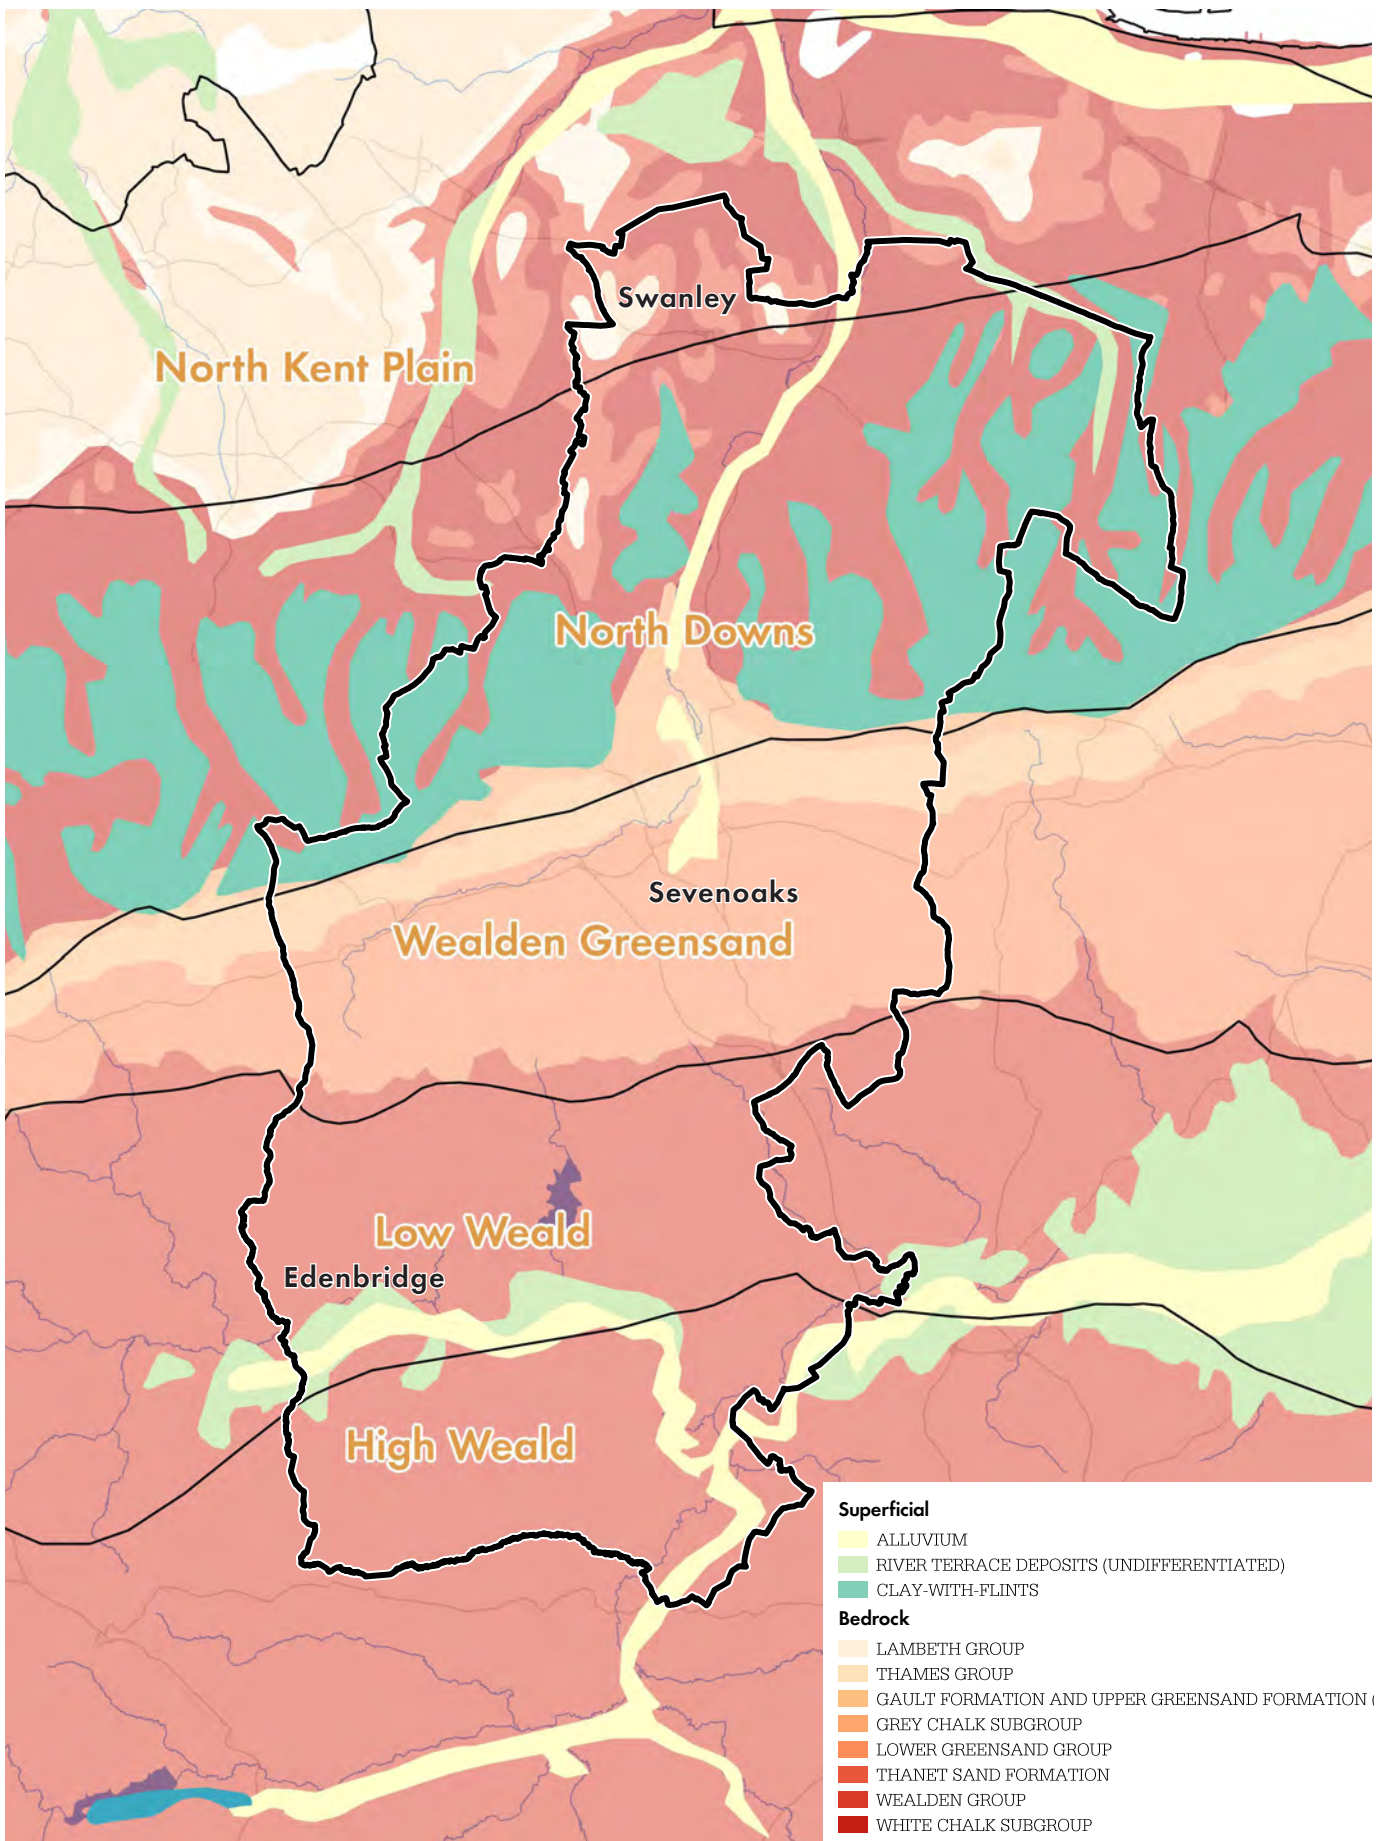 Swanley
North Kent Plain
North Downs
Sevenoaks
Wealden Greensand
Low Weald
Edenbridge
High Weald
Superficial
ALLUVIUM
RIVER TERRACE DEPOSITS (UNDIFFERENTIATED)
CLAY-WITH-FLINTS
Bedrock
LAMBETH GROUP
THAMES GROUP
GAULT FORMATION AND UPPER GREENSAND FORMATION (
GREY CHALK SUBGROUP
LOWER GREENSAND GROUP
THANET SAND FORMATION
WEALDEN GROUP
WHITE CHALK SUBGROUP